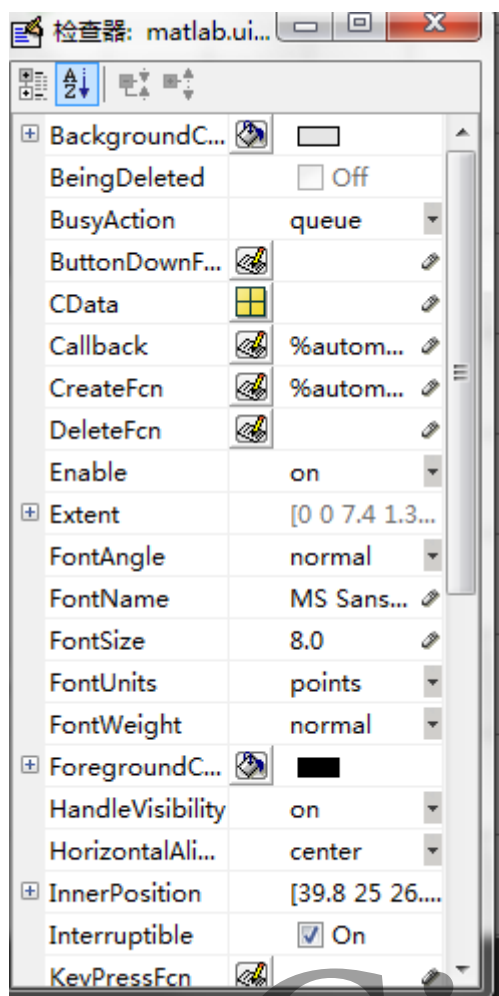 检查器: matlab.ui...
BackgroundC...
BeingDeleted Off
BusyAction queue
ButtonDownF...
CData
Callback %autom...
CreateFcn %autom...
DeleteFcn
Enable on
Extent [0 0 7.4 1.3...
FontAngle normal
FontName MS Sans...
FontSize 8.0
FontUnits points
FontWeight normal
ForegroundC...
HandleVisibility on
HorizontalAli... center
InnerPosition [39.8 25 26....
Interruptible On
KeyPressFcn